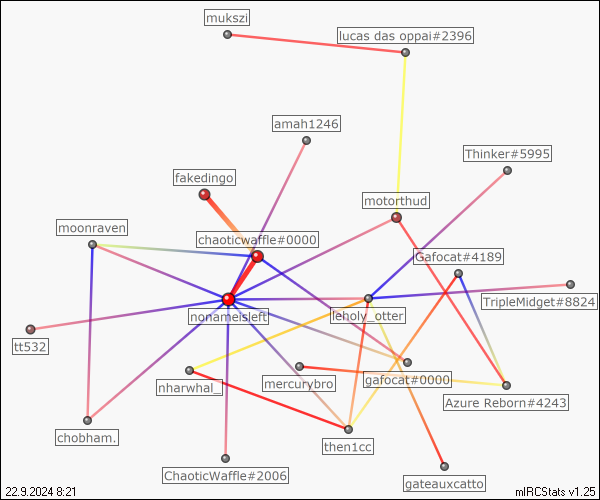 mukszi
lucas das oppai#2396
amah1246
Thinker#5995
fakedingo
motorthud
moonraven
chaoticwaffle#0000
Gafocat#4189
TripleMidget#8824
nonameisleft
leholy_otter
tt532
gafocat#0000
nharwhal_
mercurybro
Azure Reborn#4243
chobham.
then1cc
ChaoticWaffle#2006
gateauxcatto
22.9.2024 8:21
mIRCStats v1.25